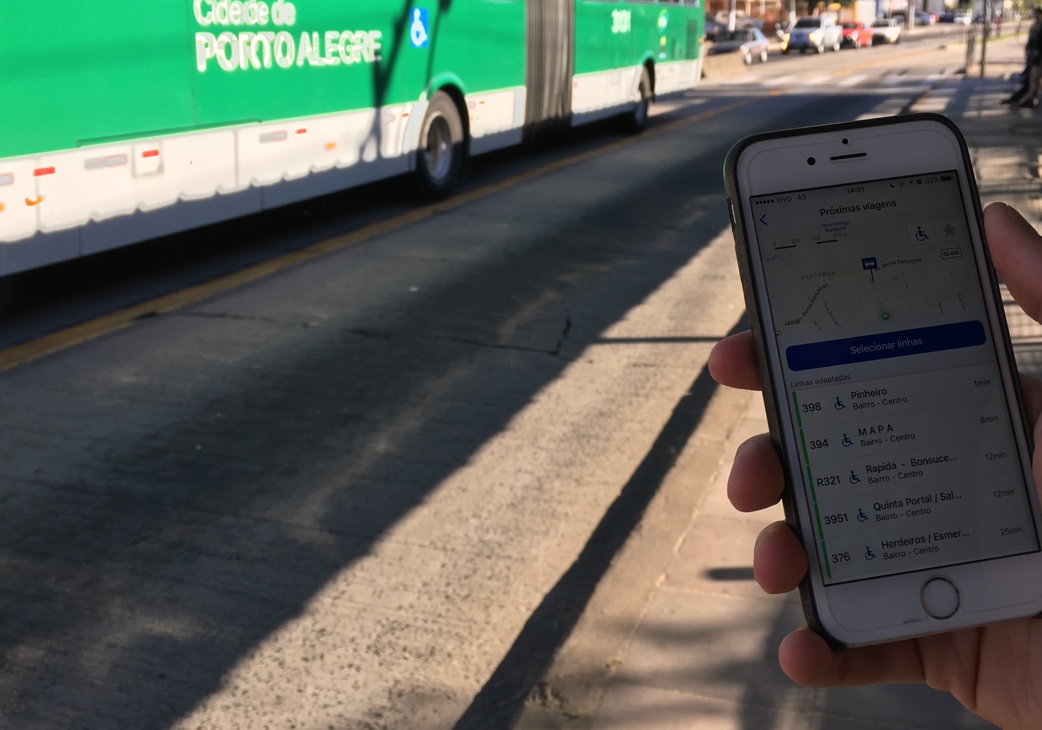 Cidade de
PORTO ALEGRE
VIVO 4G
14:51
92%
Próximas viagens
Selecionar linhas
Linhas adaptadas
398 Pinheiro 1min
Bairro - Centro
394 M A P A 8min
Bairro - Centro
R321 Rapida - Bonsuce... 12min
Bairro - Centro
3951 Quinta Portal / Sal... 12min
Bairro - Centro
376 Herdeiros / Esmer... 25min
Bairro - Centro